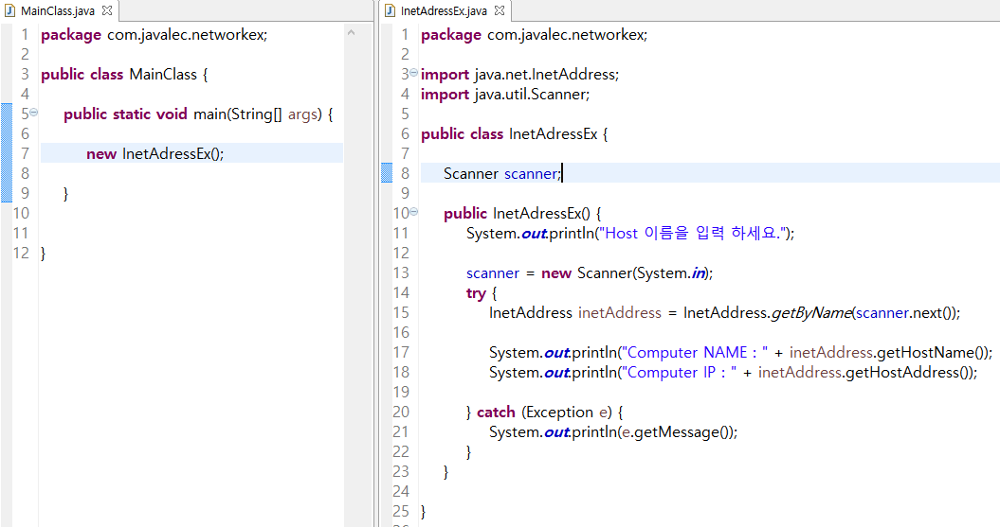 MainClass.java
1 package com.javalec.networkex;
2
3 public class MainClass {
4
5 public static void main(String[] args) {
6
7 new InetAdressEx();
8
9 }
10
11
12 }
InetAdressEx.java
1 package com.javalec.networkex;
2
3 import java.net.InetAddress;
4 import java.util.Scanner;
5
6 public class InetAdressEx {
7
8 Scanner scanner;
9
10 public InetAdressEx() {
11 System.out.println("Host 이름을 입력 하세요.");
12
13 scanner = new Scanner(System.in);
14 try {
15 InetAddress inetAddress = InetAddress.getByName(scanner.next());
16
17 System.out.println("Computer NAME : " + inetAddress.getHostName());
18 System.out.println("Computer IP : " + inetAddress.getHostAddress());
19
20 } catch (Exception e) {
21 System.out.println(e.getMessage());
22 }
23 }
24
25 }